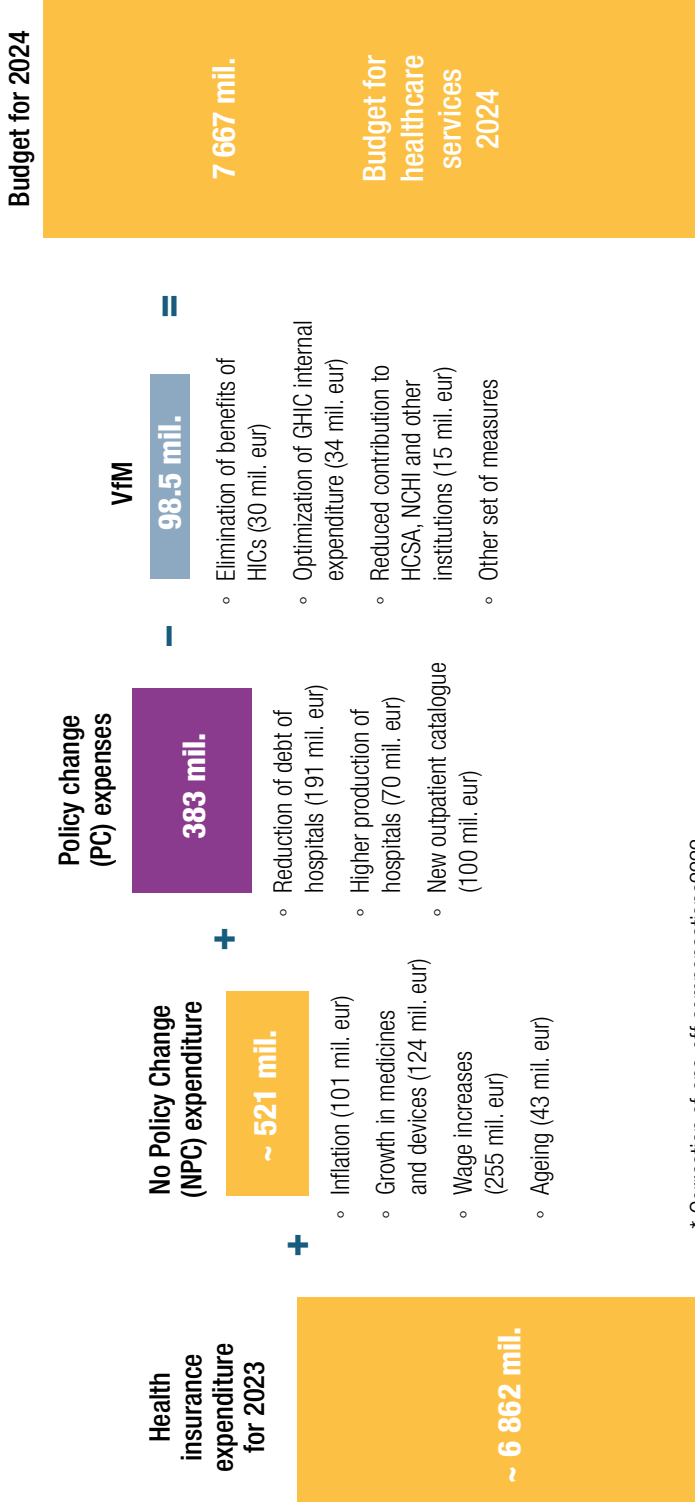 Health
insurance
expenditure
for 2023
~ 6 862 mil.
+
No Policy Change
(NPC) expenditure
~ 521 mil.
◦ Inflation (101 mil. eur)
◦ Growth in medicines
and devices (124 mil. eur)
◦ Wage increases
(255 mil. eur)
◦ Ageing (43 mil. eur)
+
Policy change
(PC) expenses
383 mil.
◦ Reduction of debt of
hospitals (191 mil. eur)
◦ Higher production of
hospitals (70 mil. eur)
◦ New outpatient catalogue
(100 mil. eur)
–
VfM
98.5 mil.
◦ Elimination of benefits of
HICs (30 mil. eur)
◦ Optimization of GHIC internal
expenditure (34 mil. eur)
◦ Reduced contribution to
HCSA, NCHI and other
institutions (15 mil. eur)
◦ Other set of measures
=
Budget for 2024
7 667 mil.
Budget for
healthcare
services
2024